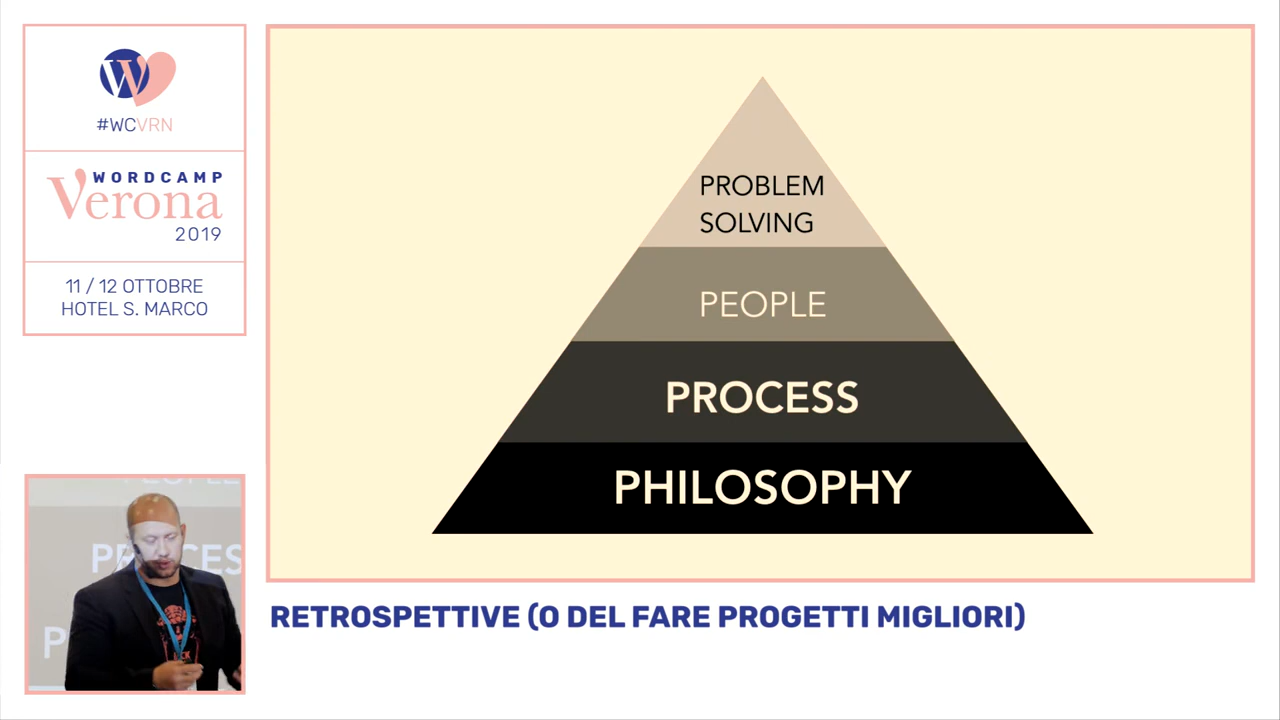 #WCVRN
WORDCAMP
Verona
2019
11 / 12 OTTOBRE
HOTEL S. MARCO
PROBLEM
SOLVING
PEOPLE
PROCESS
PHILOSOPHY
RETROSPETTIVE (O DEL FARE PROGETTI MIGLIORI)